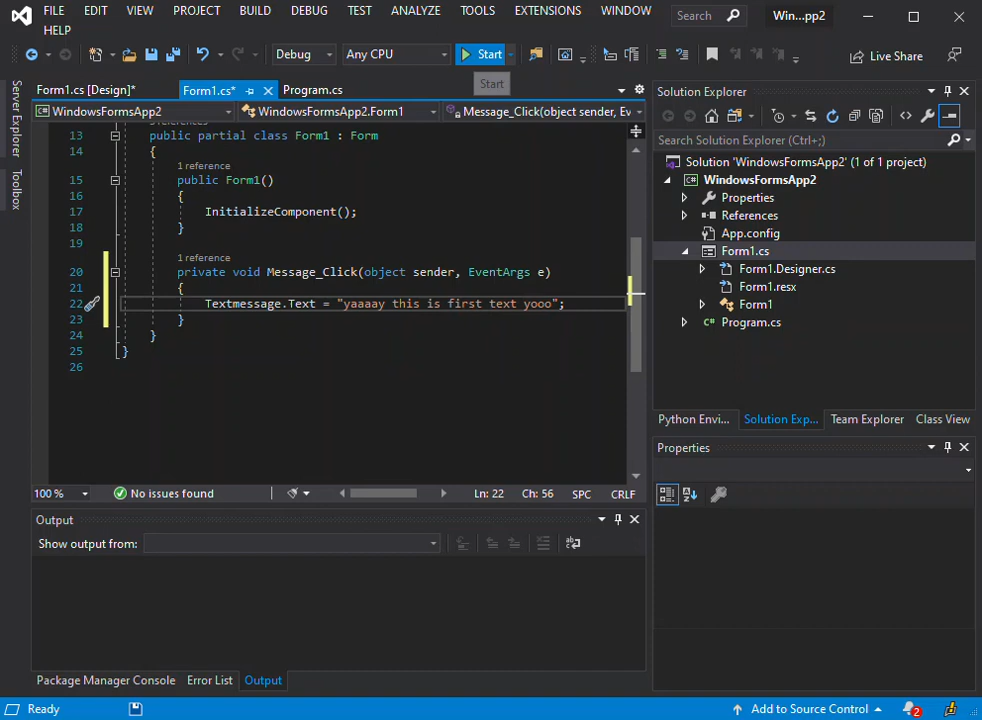 FILE EDIT VIEW PROJECT BUILD DEBUG TEST ANALYZE TOOLS EXTENSIONS WINDOW Search Win...pp2
HELP
Debug Any CPU Start Live Share
Start
Server Explorer
Toolbox
Form1.cs [Design]* Form1.cs* Program.cs
WindowsFormsApp2 WindowsFormsApp2.Form1 Message_Click(object sender, Ev
13 public partial class Form1 : Form
14 {
1 reference
15 public Form1()
16 {
17 InitializeComponent();
18 }
19
1 reference
20 private void Message_Click(object sender, EventArgs e)
21 {
22 Textmessage.Text = "yaaaay this is first text yooo";
23 }
24 }
25 }
26
100 % No issues found Ln: 22 Ch: 56 SPC CRLF
Output
Show output from:
Package Manager Console Error List Output
Solution Explorer
Search Solution Explorer (Ctrl+;)
Solution 'WindowsFormsApp2' (1 of 1 project)
C# WindowsFormsApp2
Properties
References
App.config
Form1.cs
Form1.Designer.cs
Form1.resx
Form1
C# Program.cs
Python Envi... Solution Exp... Team Explorer Class View
Properties
Ready Add to Source Control 2